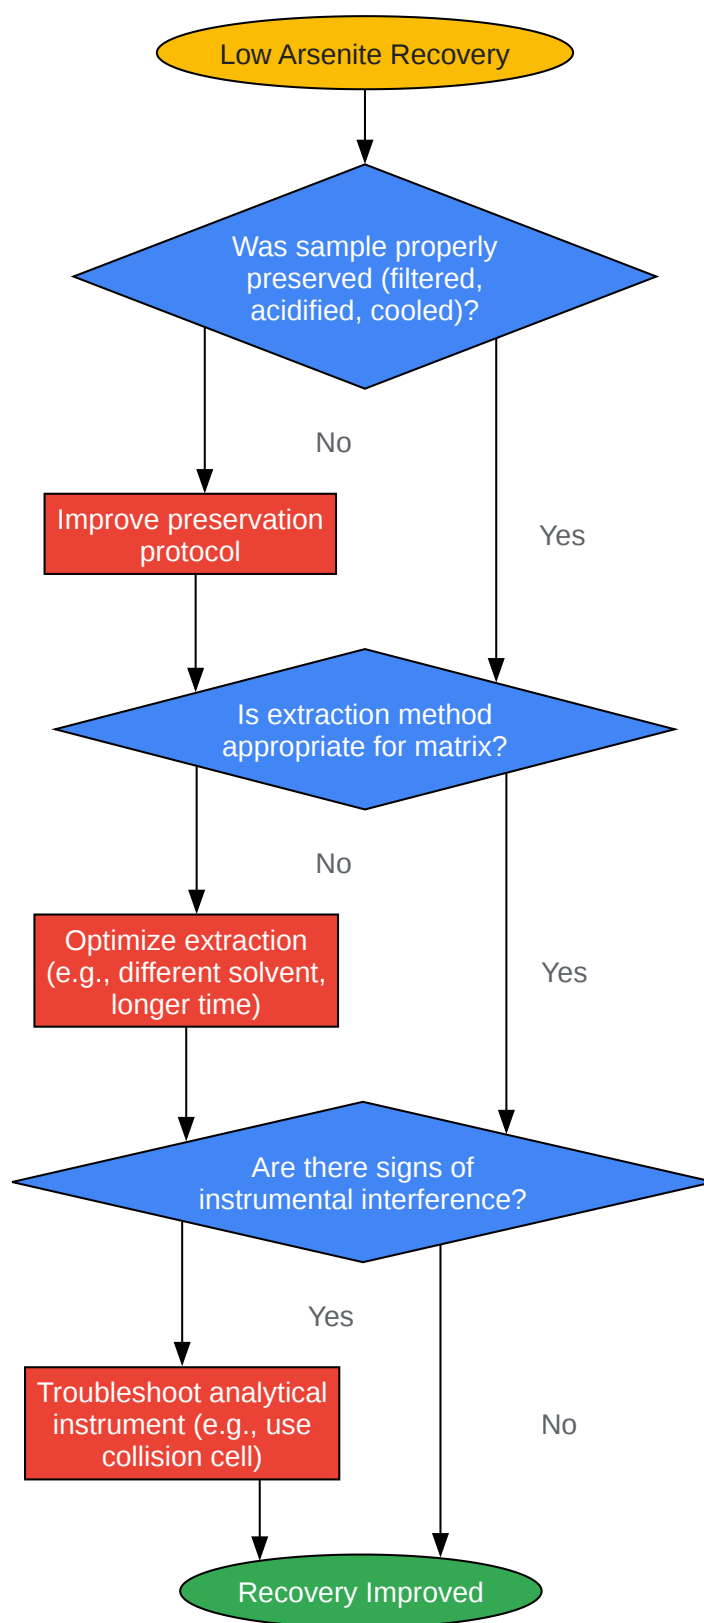 Low Arsenite Recovery
Was sample properly
preserved (filtered,
acidified, cooled)?
No
Improve preservation
protocol
Yes
Is extraction method
appropriate for matrix?
No
Optimize extraction
(e.g., different solvent,
longer time)
Yes
Are there signs of
instrumental interference?
Yes
Troubleshoot analytical
instrument (e.g., use
collision cell)
No
Recovery Improved